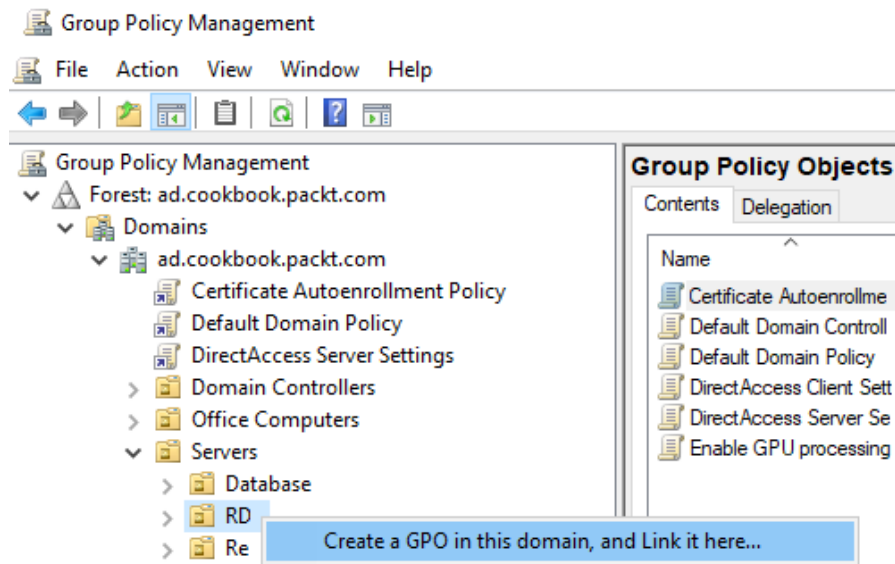 Group Policy Management
File Action View Window Help
Group Policy Management
Forest: ad.cookbook.packt.com
Domains
ad.cookbook.packt.com
Certificate Autoenrollment Policy
Default Domain Policy
DirectAccess Server Settings
Domain Controllers
Office Computers
Servers
Database
RD
Re
Create a GPO in this domain, and Link it here...
Group Policy Objects
Contents Delegation
Name
Certificate Autoenrollme
Default Domain Controll
Default Domain Policy
DirectAccess Client Sett
DirectAccess Server Se
Enable GPU processing